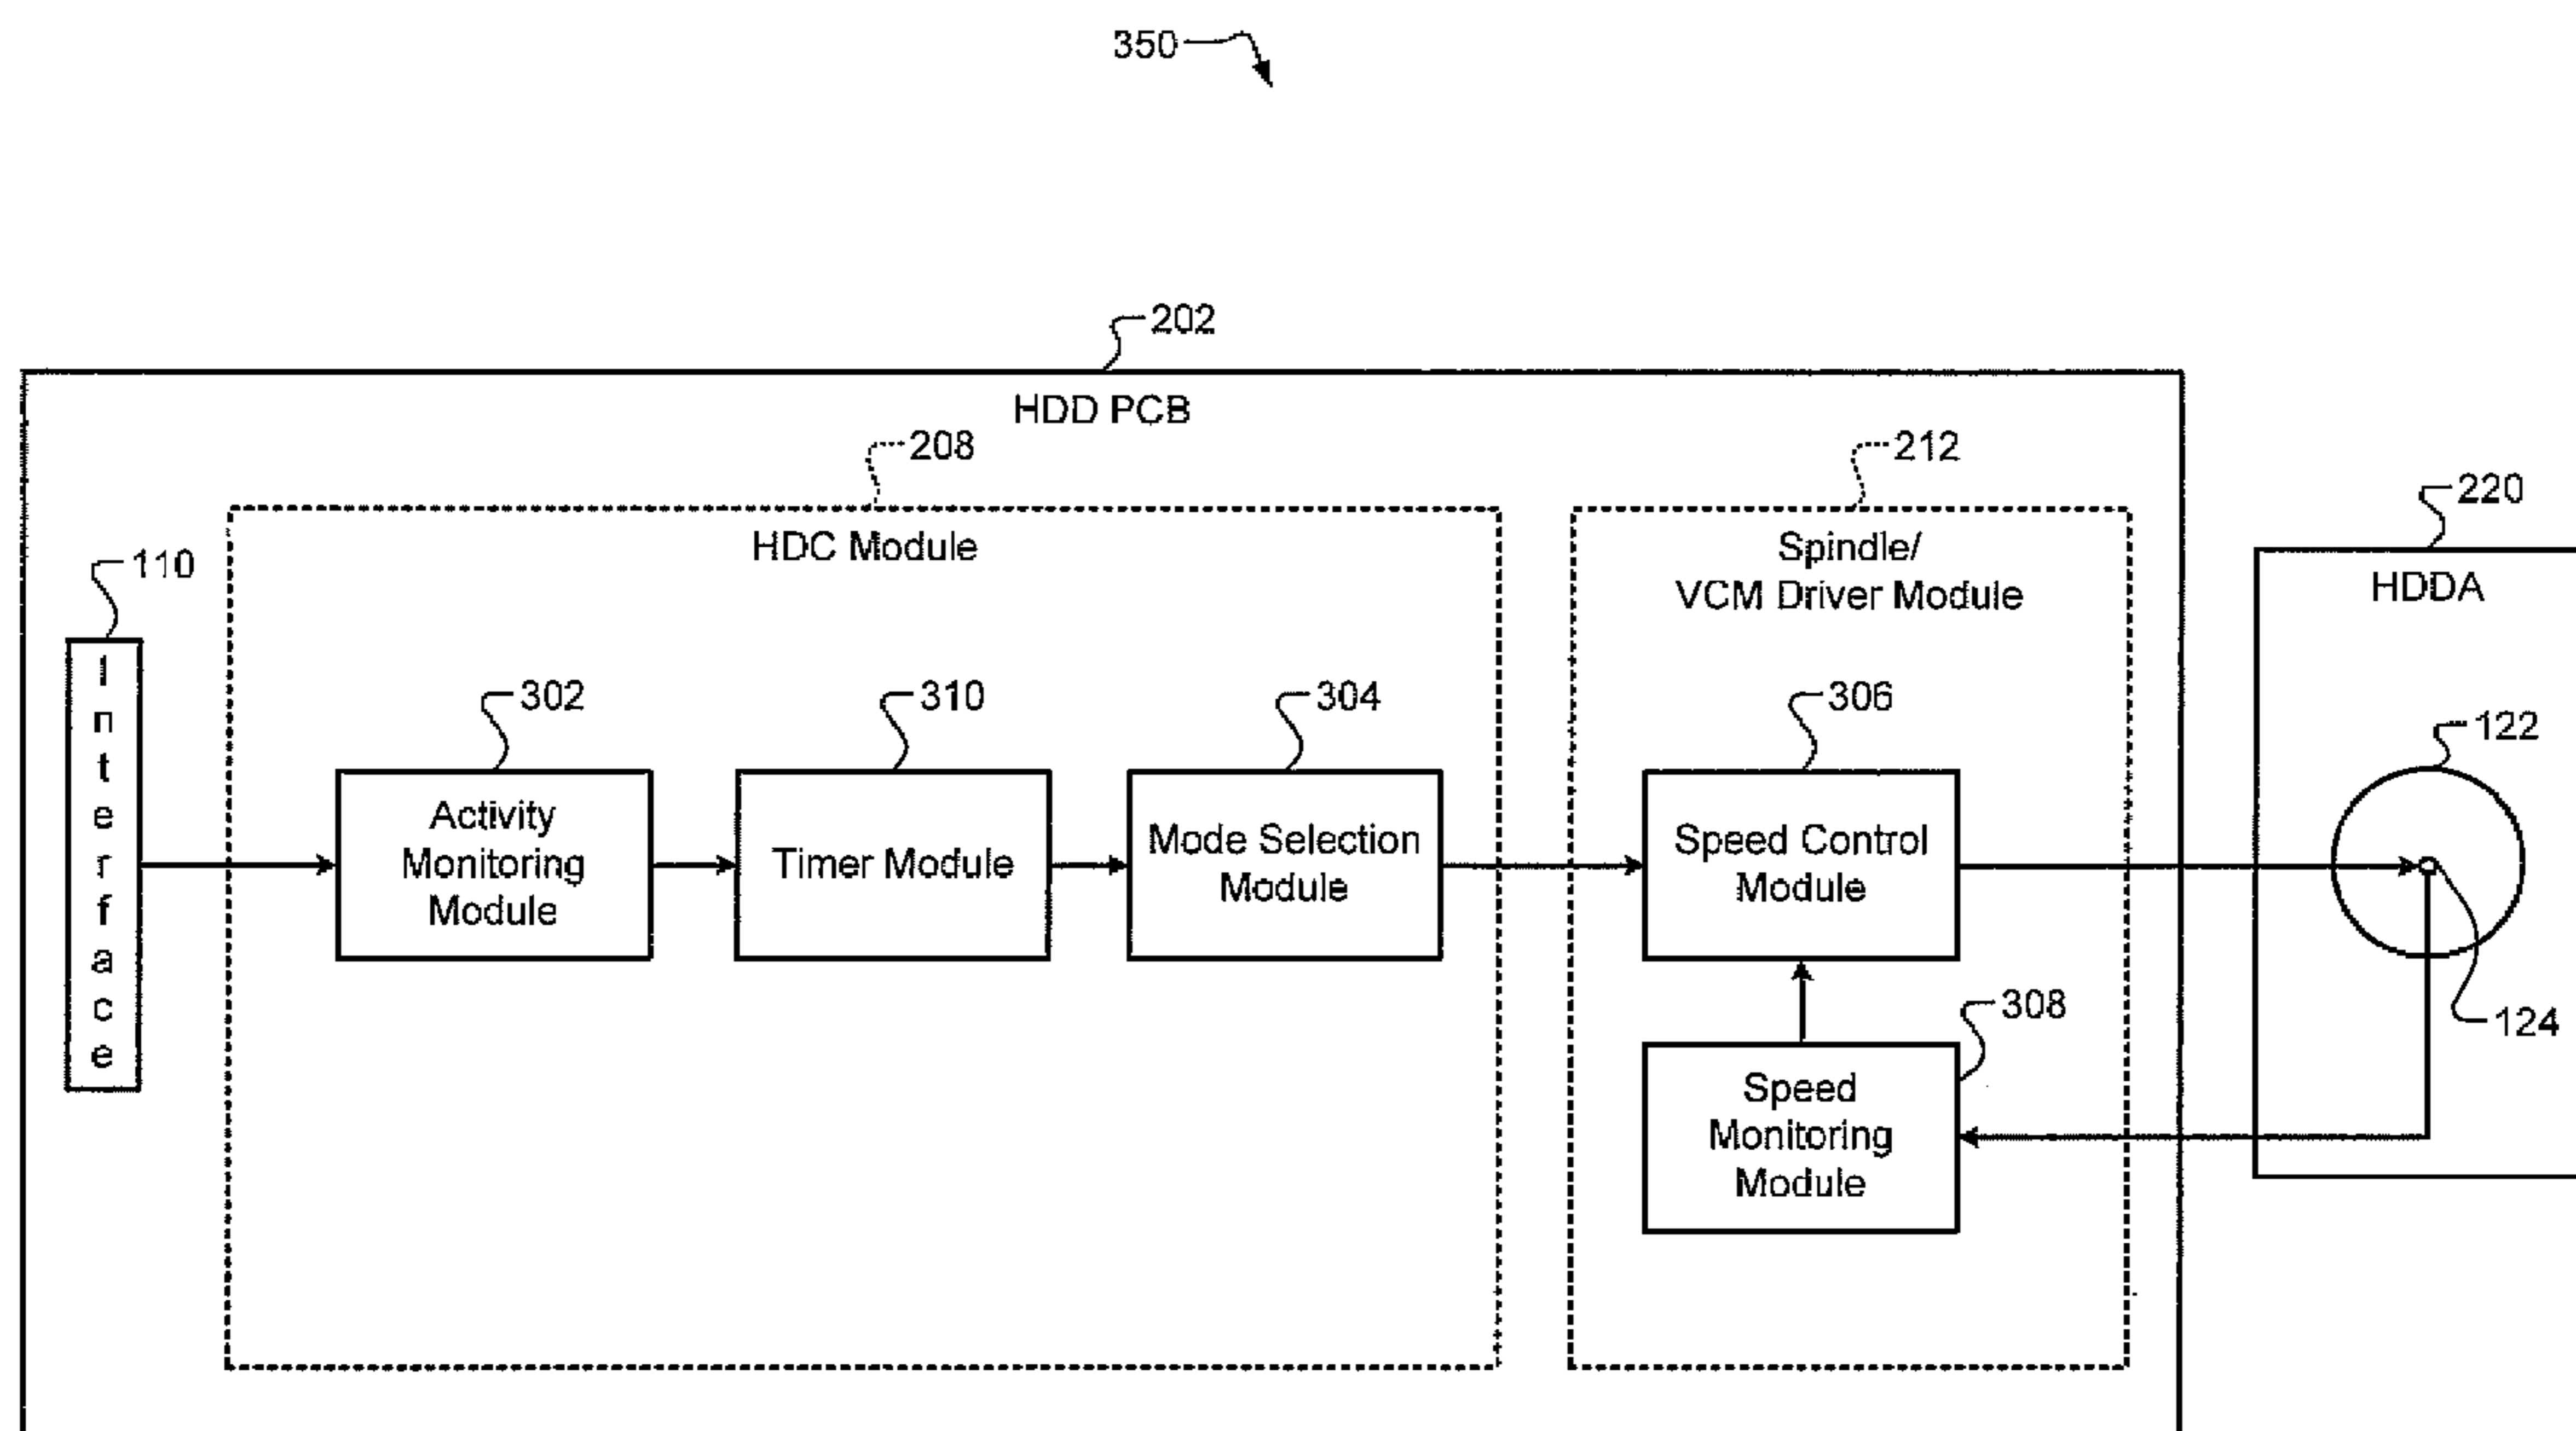 350
202
HDD PCB
208
212
220
HDC Module
Spindle/
VCM Driver Module
HDDA
110
Interface
302
310
304
306
122
Activity
Monitoring
Module
Timer Module
Mode Selection
Module
Speed Control
Module
308
124
Speed
Monitoring
Module